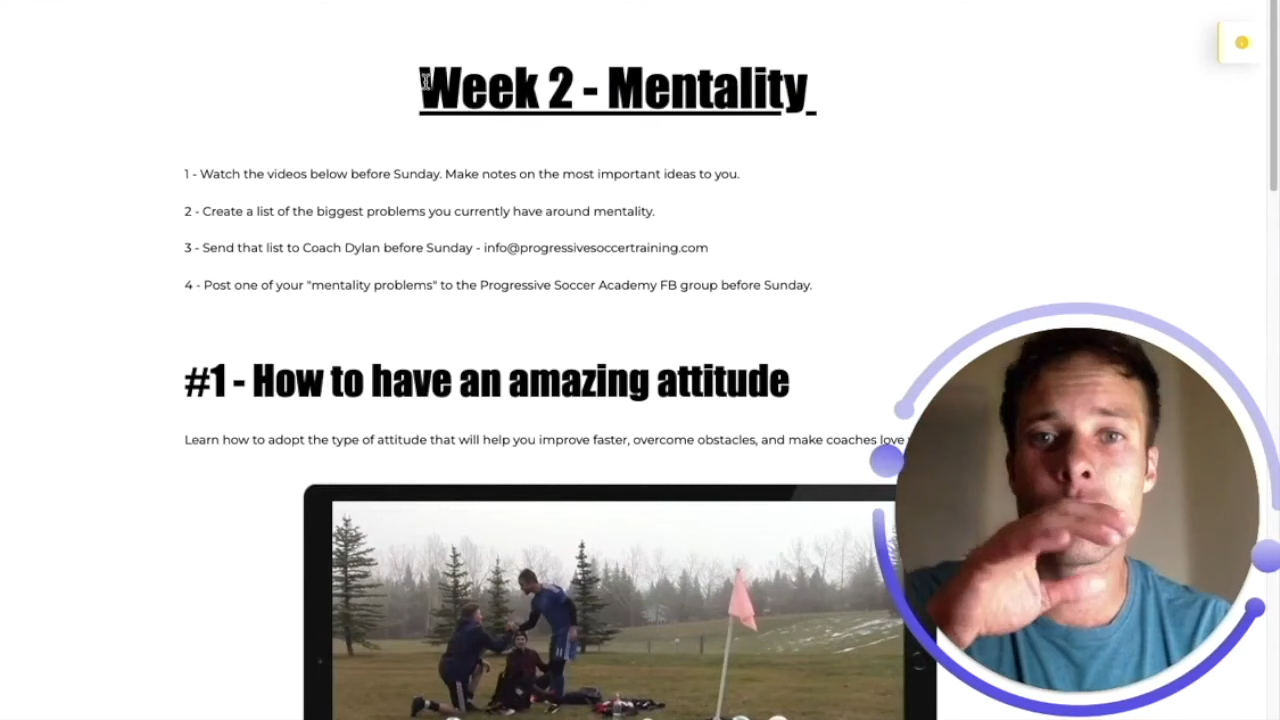 Week 2 - Mentality
1 - Watch the videos below before Sunday. Make notes on the most important ideas to you.
2 - Create a list of the biggest problems you currently have around mentality.
3 - Send that list to Coach Dylan before Sunday - info@progressivesoccertraining.com
4 - Post one of your "mentality problems" to the Progressive Soccer Academy FB group before Sunday.
#1 - How to have an amazing attitude
Learn how to adopt the type of attitude that will help you improve faster, overcome obstacles, and make coaches love